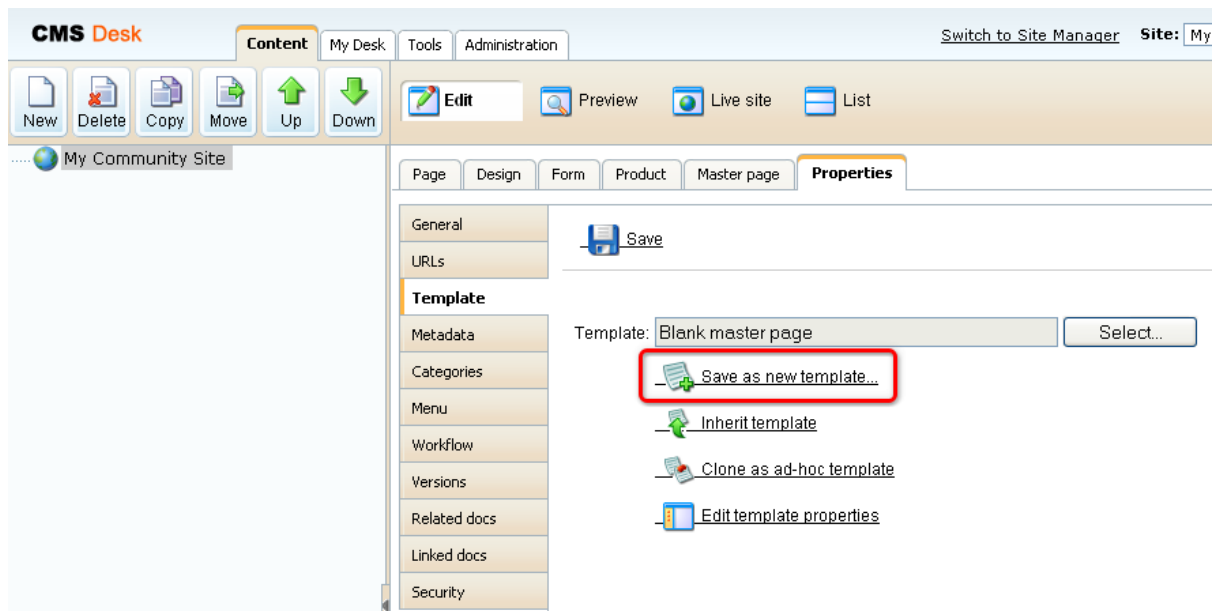 CMS Desk
Content
My Desk
Tools
Administration
Switch to Site Manager
Site: My
New
Delete
Copy
Move
Up
Down
Edit
Preview
Live site
List
My Community Site
Page
Design
Form
Product
Master page
Properties
General
URLs
Template
Metadata
Categories
Menu
Workflow
Versions
Related docs
Linked docs
Security
Save
Template: Blank master page
Select...
Save as new template...
Inherit template
Clone as ad-hoc template
Edit template properties